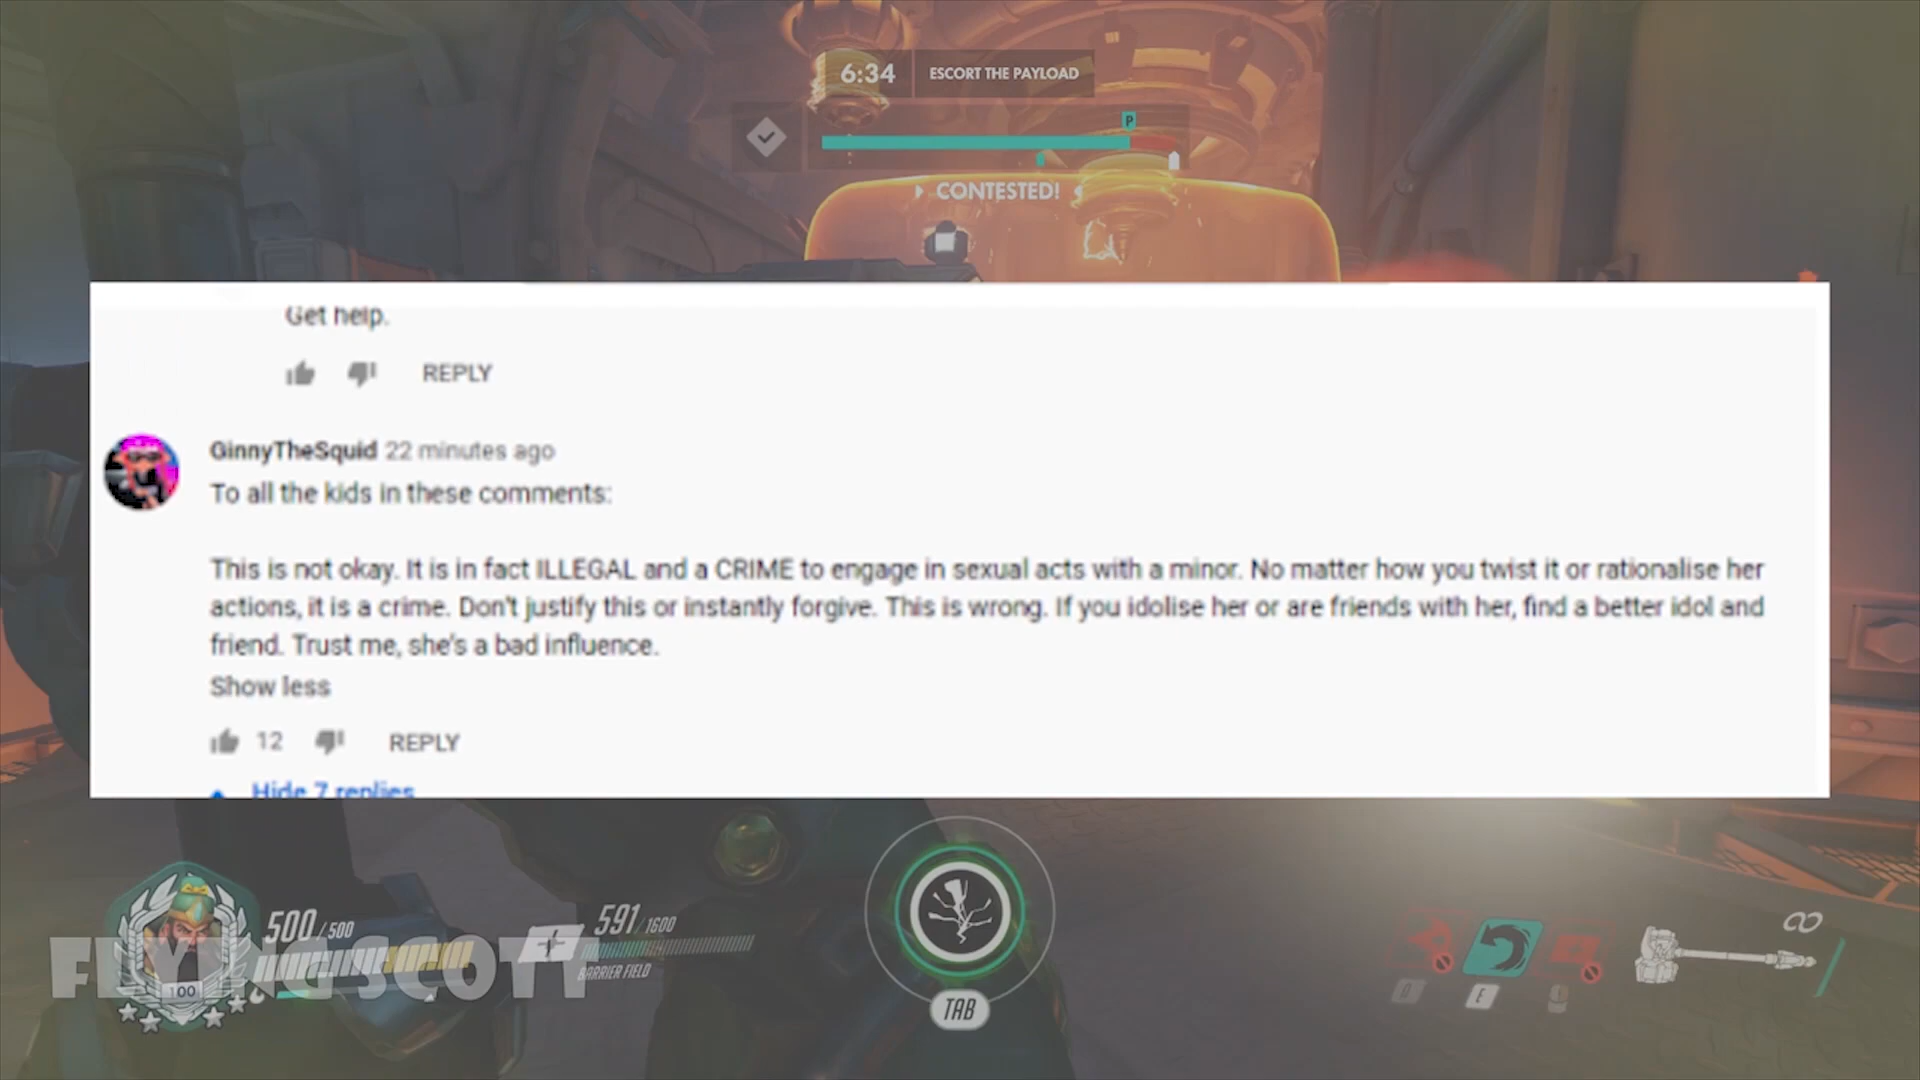 6:34 ESCORT THE PAYLOAD
P
CONTESTED!
Get help.
REPLY
GinnyTheSquid 22 minutes ago
To all the kids in these comments:
This is not okay. It is in fact ILLEGAL and a CRIME to engage in sexual acts with a minor. No matter how you twist it or rationalise her
actions, it is a crime. Don't justify this or instantly forgive. This is wrong. If you idolise her or are friends with her, find a better idol and
friend. Trust me, she's a bad influence.
Show less
12 REPLY
Hide 7 replies
500/500
591/1600
BARRIER FIELD
FLYING SCOTT
100
TAB
E